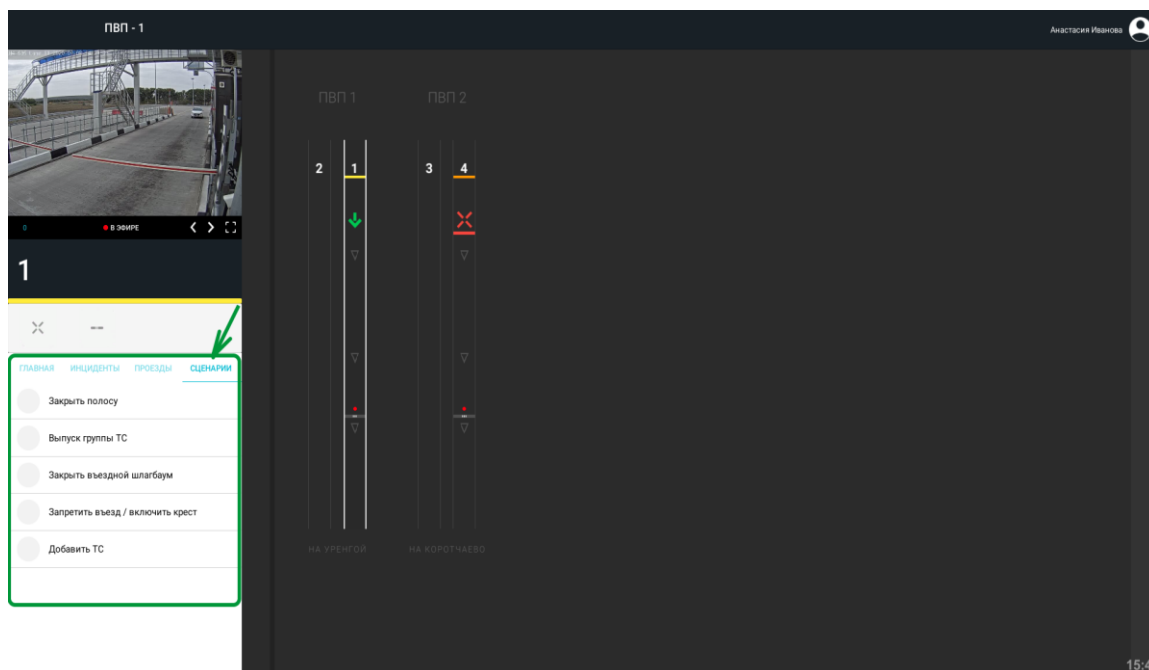 ПВП - 1
Анастасия Иванова
0
В ЭФИРЕ
1
--
ГЛАВНАЯ ИНЦИДЕНТЫ ПРОЕЗДЫ СЦЕНАРИИ
Закрыть полосу
Выпуск группы ТС
Закрыть въездной шлагбаум
Запретить въезд / включить крест
Добавить ТС
ПВП 1 ПВП 2
2 1 3 4
НА УРЕНГОЙ НА КОРОТЧАЕВО